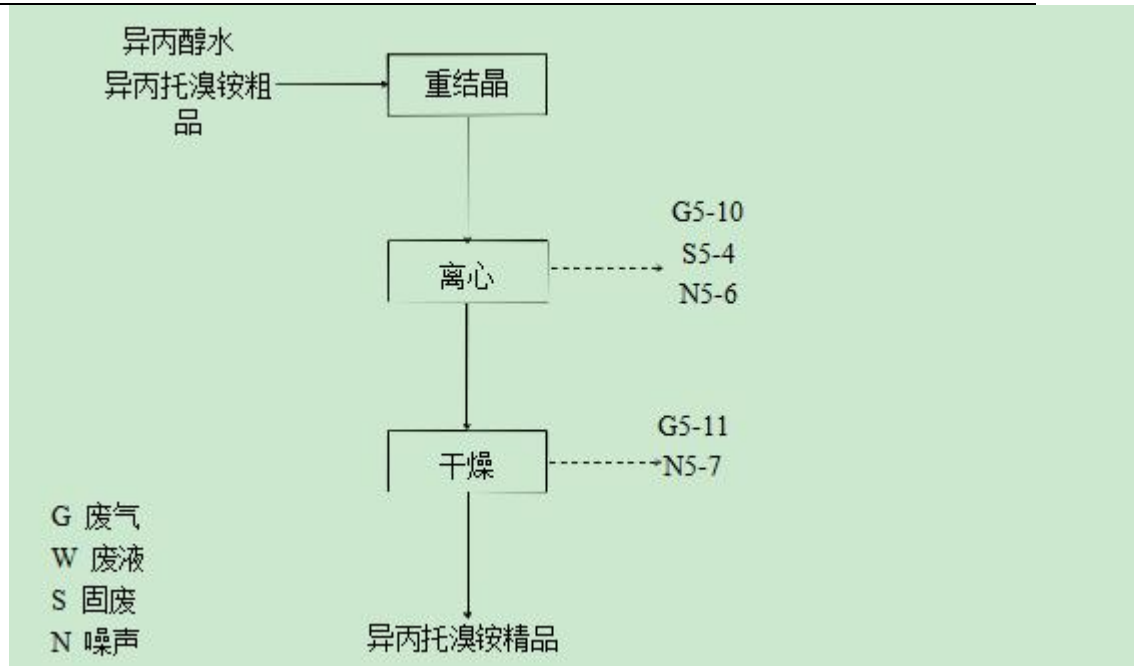 异丙醇水
异丙托溴铵粗
品
重结晶
G5-10
S5-4
N5-6
离心
G5-11
N5-7
干燥
G 废气
W 废液
S 固废
N 噪声
异丙托溴铵精品